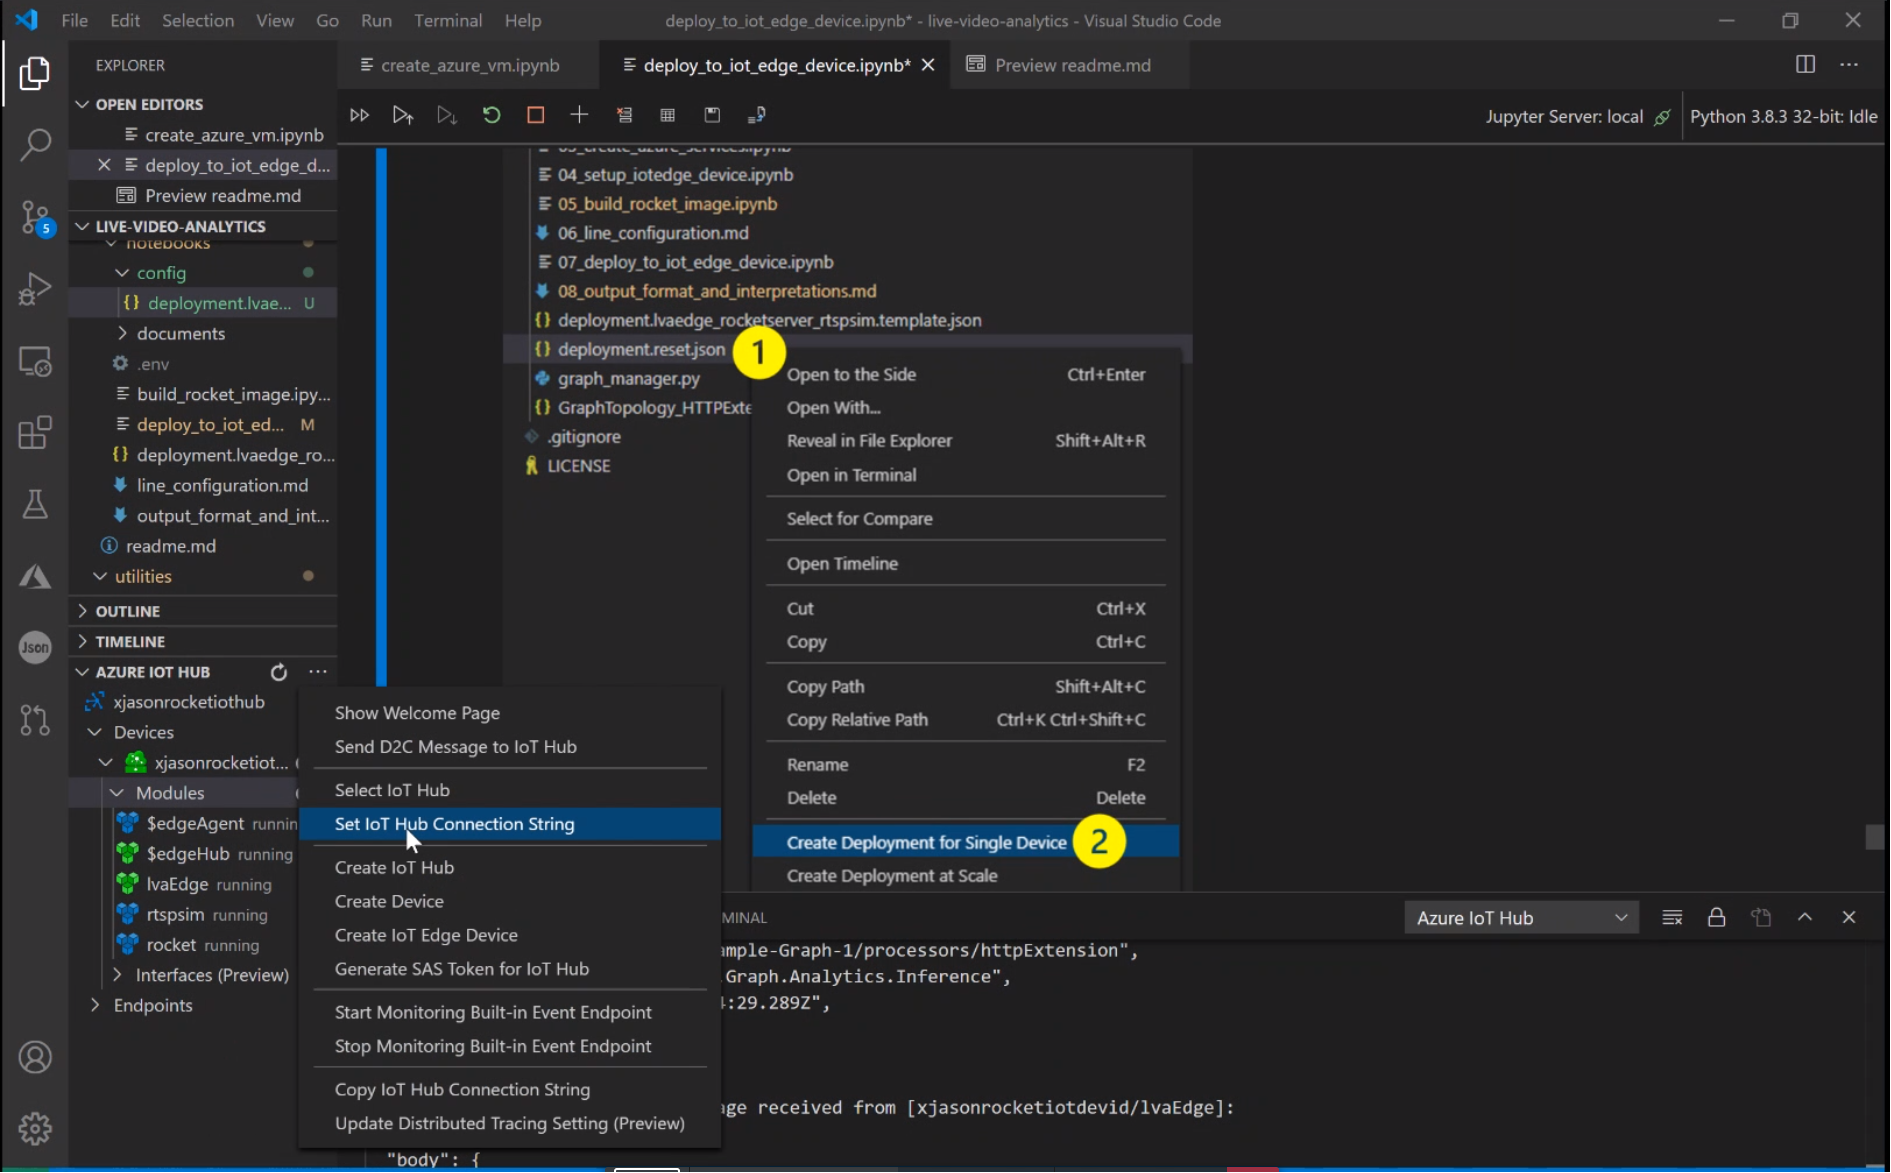 File Edit Selection View Go Run Terminal Help
deploy_to_iot_edge_device.ipynb* - live-video-analytics - Visual Studio Code
EXPLORER
OPEN EDITORS
create_azure_vm.ipynb
deploy_to_iot_edge_d...
Preview readme.md
5
LIVE-VIDEO-ANALYTICS
notebooks
config
{} deployment.lvae... U
documents
.env
build_rocket_image.ipy...
deploy_to_iot_ed... M
{} deployment.lvaedge_ro...
line_configuration.md
output_format_and_int...
readme.md
utilities
OUTLINE
TIMELINE
Json
AZURE IOT HUB ...
xjasonrocketiothub
Devices
xjasonrocketiot...
Modules
$edgeAgent runnin
$edgeHub running
lvaEdge running
rtspsim running
rocket running
Interfaces (Preview)
Endpoints
create_azure_vm.ipynb
deploy_to_iot_edge_device.ipynb*
Preview readme.md
Jupyter Server: local
Python 3.8.3 32-bit: Idle
03_create_azure_services.ipynb
04_setup_iotedge_device.ipynb
05_build_rocket_image.ipynb
06_line_configuration.md
07_deploy_to_iot_edge_device.ipynb
08_output_format_and_interpretations.md
{} deployment.lvaedge_rocketserver_rtspsim.template.json
{} deployment.reset.json
1
graph_manager.py
{} GraphTopology_HTTPExte
.gitignore
LICENSE
Open to the Side Ctrl+Enter
Open With...
Reveal in File Explorer Shift+Alt+R
Open in Terminal
Select for Compare
Open Timeline
Cut Ctrl+X
Copy Ctrl+C
Copy Path Shift+Alt+C
Copy Relative Path Ctrl+K Ctrl+Shift+C
Rename F2
Delete Delete
Create Deployment for Single Device 2
Create Deployment at Scale
Show Welcome Page
Send D2C Message to IoT Hub
Select IoT Hub
Set IoT Hub Connection String
Create IoT Hub
Create Device
Create IoT Edge Device
Generate SAS Token for IoT Hub
Start Monitoring Built-in Event Endpoint
Stop Monitoring Built-in Event Endpoint
Copy IoT Hub Connection String
Update Distributed Tracing Setting (Preview)
MINAL
Azure IoT Hub
mple-Graph-1/processors/httpExtension",
.Graph.Analytics.Inference",
4:29.289Z",
age received from [xjasonrocketiotdevid/lvaEdge]:
"body": {